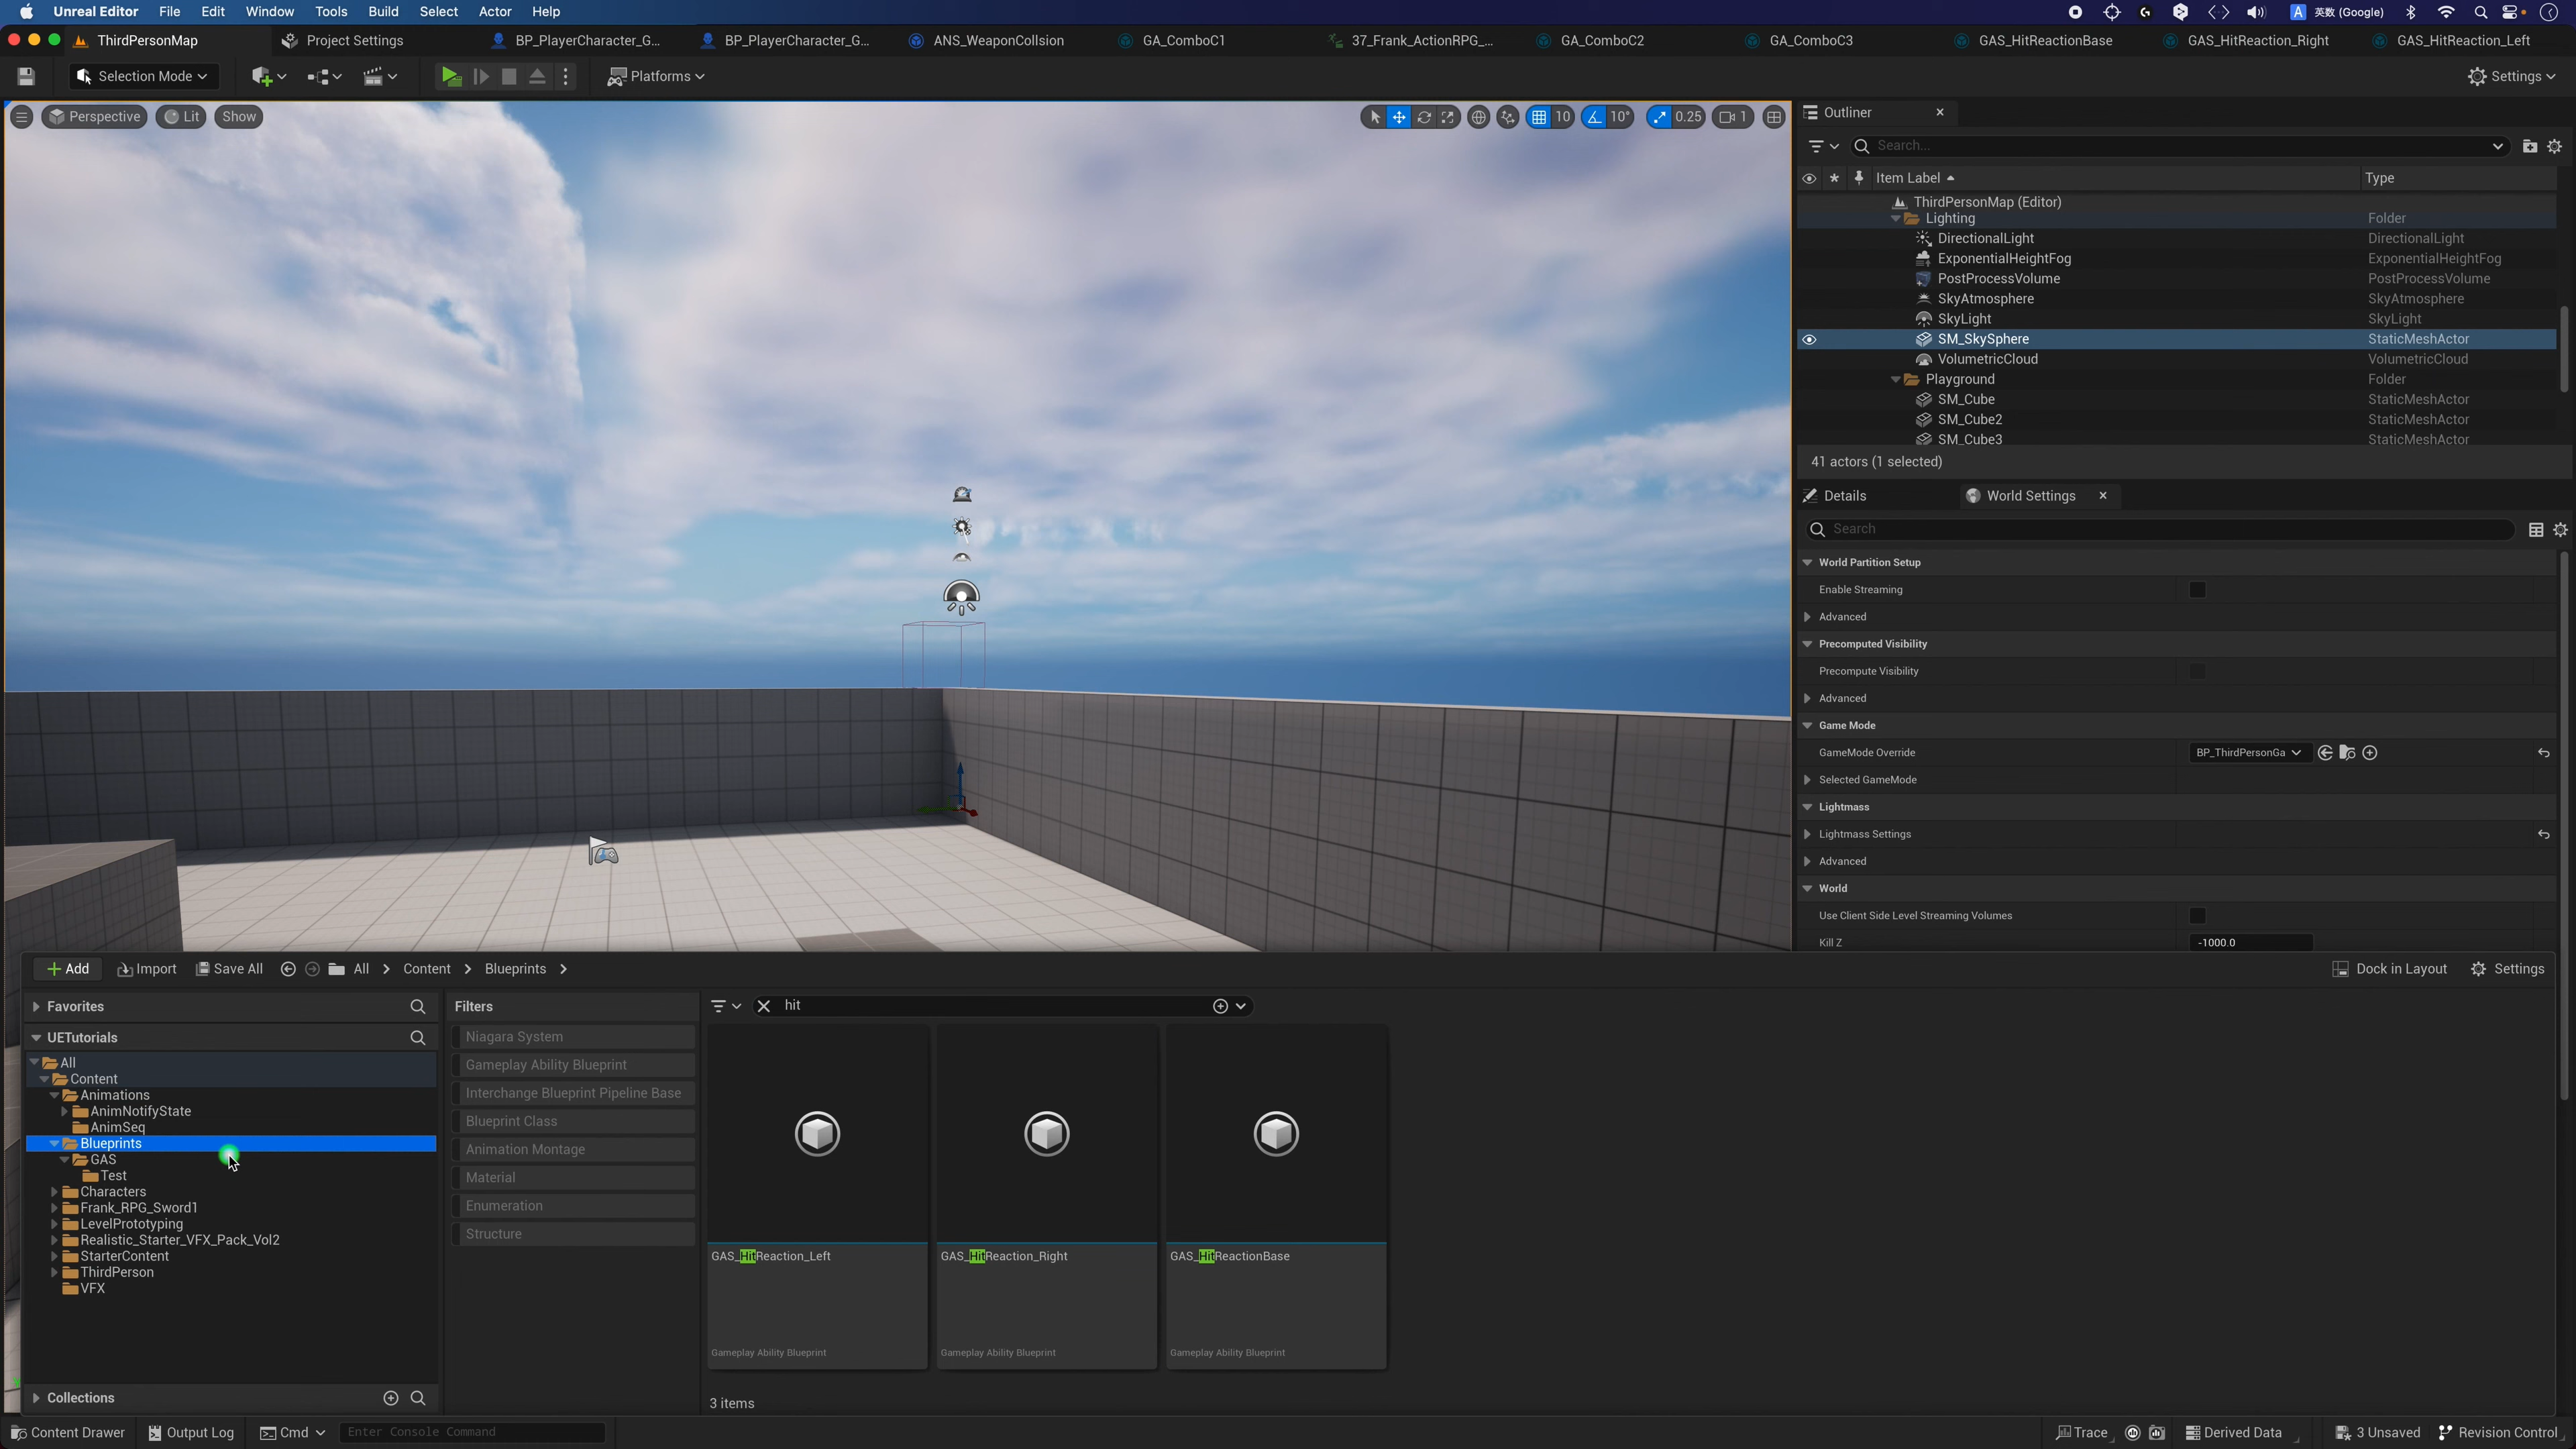 Unreal Editor File Edit Window Tools Build Select Actor Help A 英数 (Google)
ThirdPersonMap Project Settings BP_PlayerCharacter_G... BP_PlayerCharacter_G... ANS_WeaponCollsion GA_ComboC1 37_Frank_ActionRPG_... GA_ComboC2 GA_ComboC3 GAS_HitReactionBase GAS_HitReaction_Right GAS_HitReaction_Left
Selection Mode Platforms Settings
Perspective Lit Show 10 10° 0.25 1
Outliner
Search...
Item Label Type
ThirdPersonMap (Editor)
Lighting Folder
DirectionalLight DirectionalLight
ExponentialHeightFog ExponentialHeightFog
PostProcessVolume PostProcessVolume
SkyAtmosphere SkyAtmosphere
SkyLight SkyLight
SM_SkySphere StaticMeshActor
VolumetricCloud VolumetricCloud
Playground Folder
SM_Cube StaticMeshActor
SM_Cube2 StaticMeshActor
SM_Cube3 StaticMeshActor
41 actors (1 selected)
Details World Settings
Search
World Partition Setup
Enable Streaming
Advanced
Precomputed Visibility
Precompute Visibility
Advanced
Game Mode
GameMode Override BP_ThirdPersonGa
Selected GameMode
Lightmass
Lightmass Settings
Advanced
World
Use Client Side Level Streaming Volumes
Kill Z -1000.0
Add Import Save All All Content Blueprints Dock in Layout Settings
Favorites
UETutorials
All
Content
Animations
AnimNotifyState
AnimSeq
Blueprints
GAS
Test
Characters
Frank_RPG_Sword1
LevelPrototyping
Realistic_Starter_VFX_Pack_Vol2
StarterContent
ThirdPerson
VFX
Collections
Filters
Niagara System
Gameplay Ability Blueprint
Interchange Blueprint Pipeline Base
Blueprint Class
Animation Montage
Material
Enumeration
Structure
hit
GAS_HitReaction_Left GAS_HitReaction_Right GAS_HitReactionBase
Gameplay Ability Blueprint Gameplay Ability Blueprint Gameplay Ability Blueprint
3 items
Content Drawer Output Log Cmd Enter Console Command Trace Derived Data 3 Unsaved Revision Control